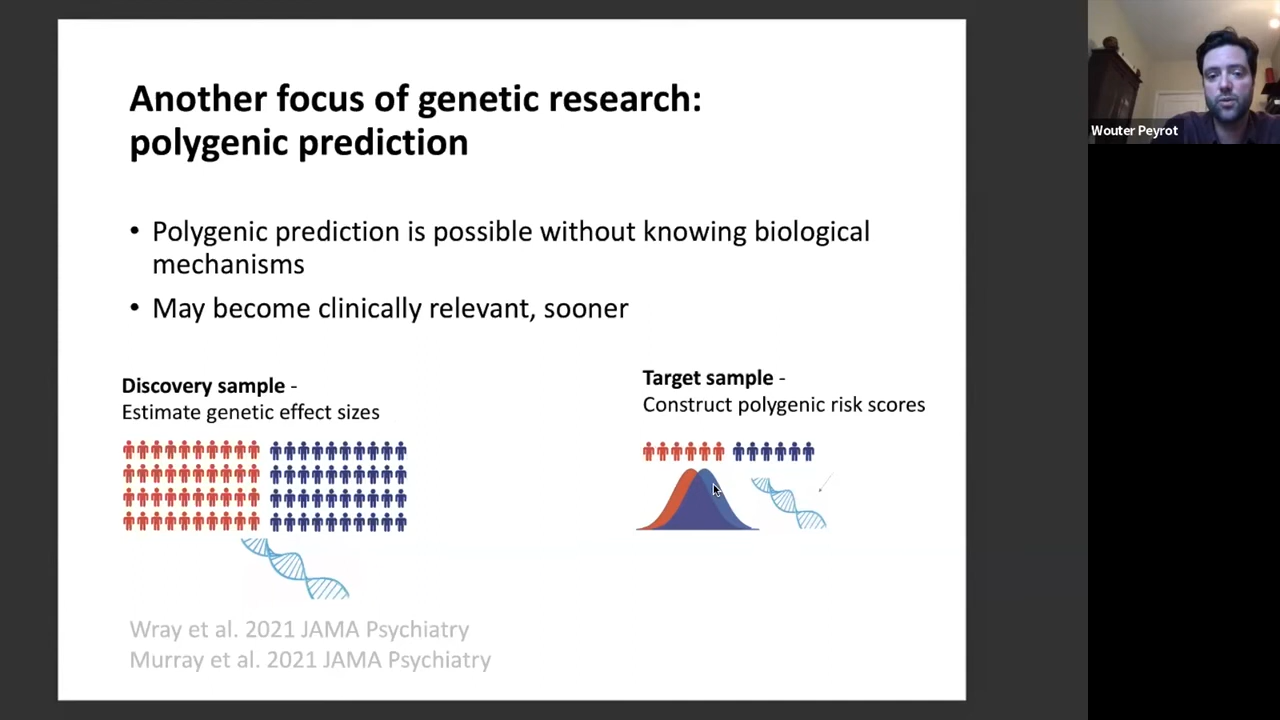 Another focus of genetic research:
polygenic prediction
• Polygenic prediction is possible without knowing biological
mechanisms
• May become clinically relevant, sooner
Discovery sample -
Estimate genetic effect sizes
Target sample -
Construct polygenic risk scores
Wray et al. 2021 JAMA Psychiatry
Murray et al. 2021 JAMA Psychiatry
Wouter Peyrot